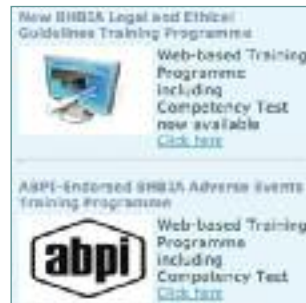 New BHBIA Legal and Ethical
Guidelines Training Programme
Web-based Training
Programme
including
Competency Test
now available
Click here
ABPI-Endorsed BHBIA Adverse Events
Training Programme
abpi
Web-based Training
Programme
including
Competency Test
Click here